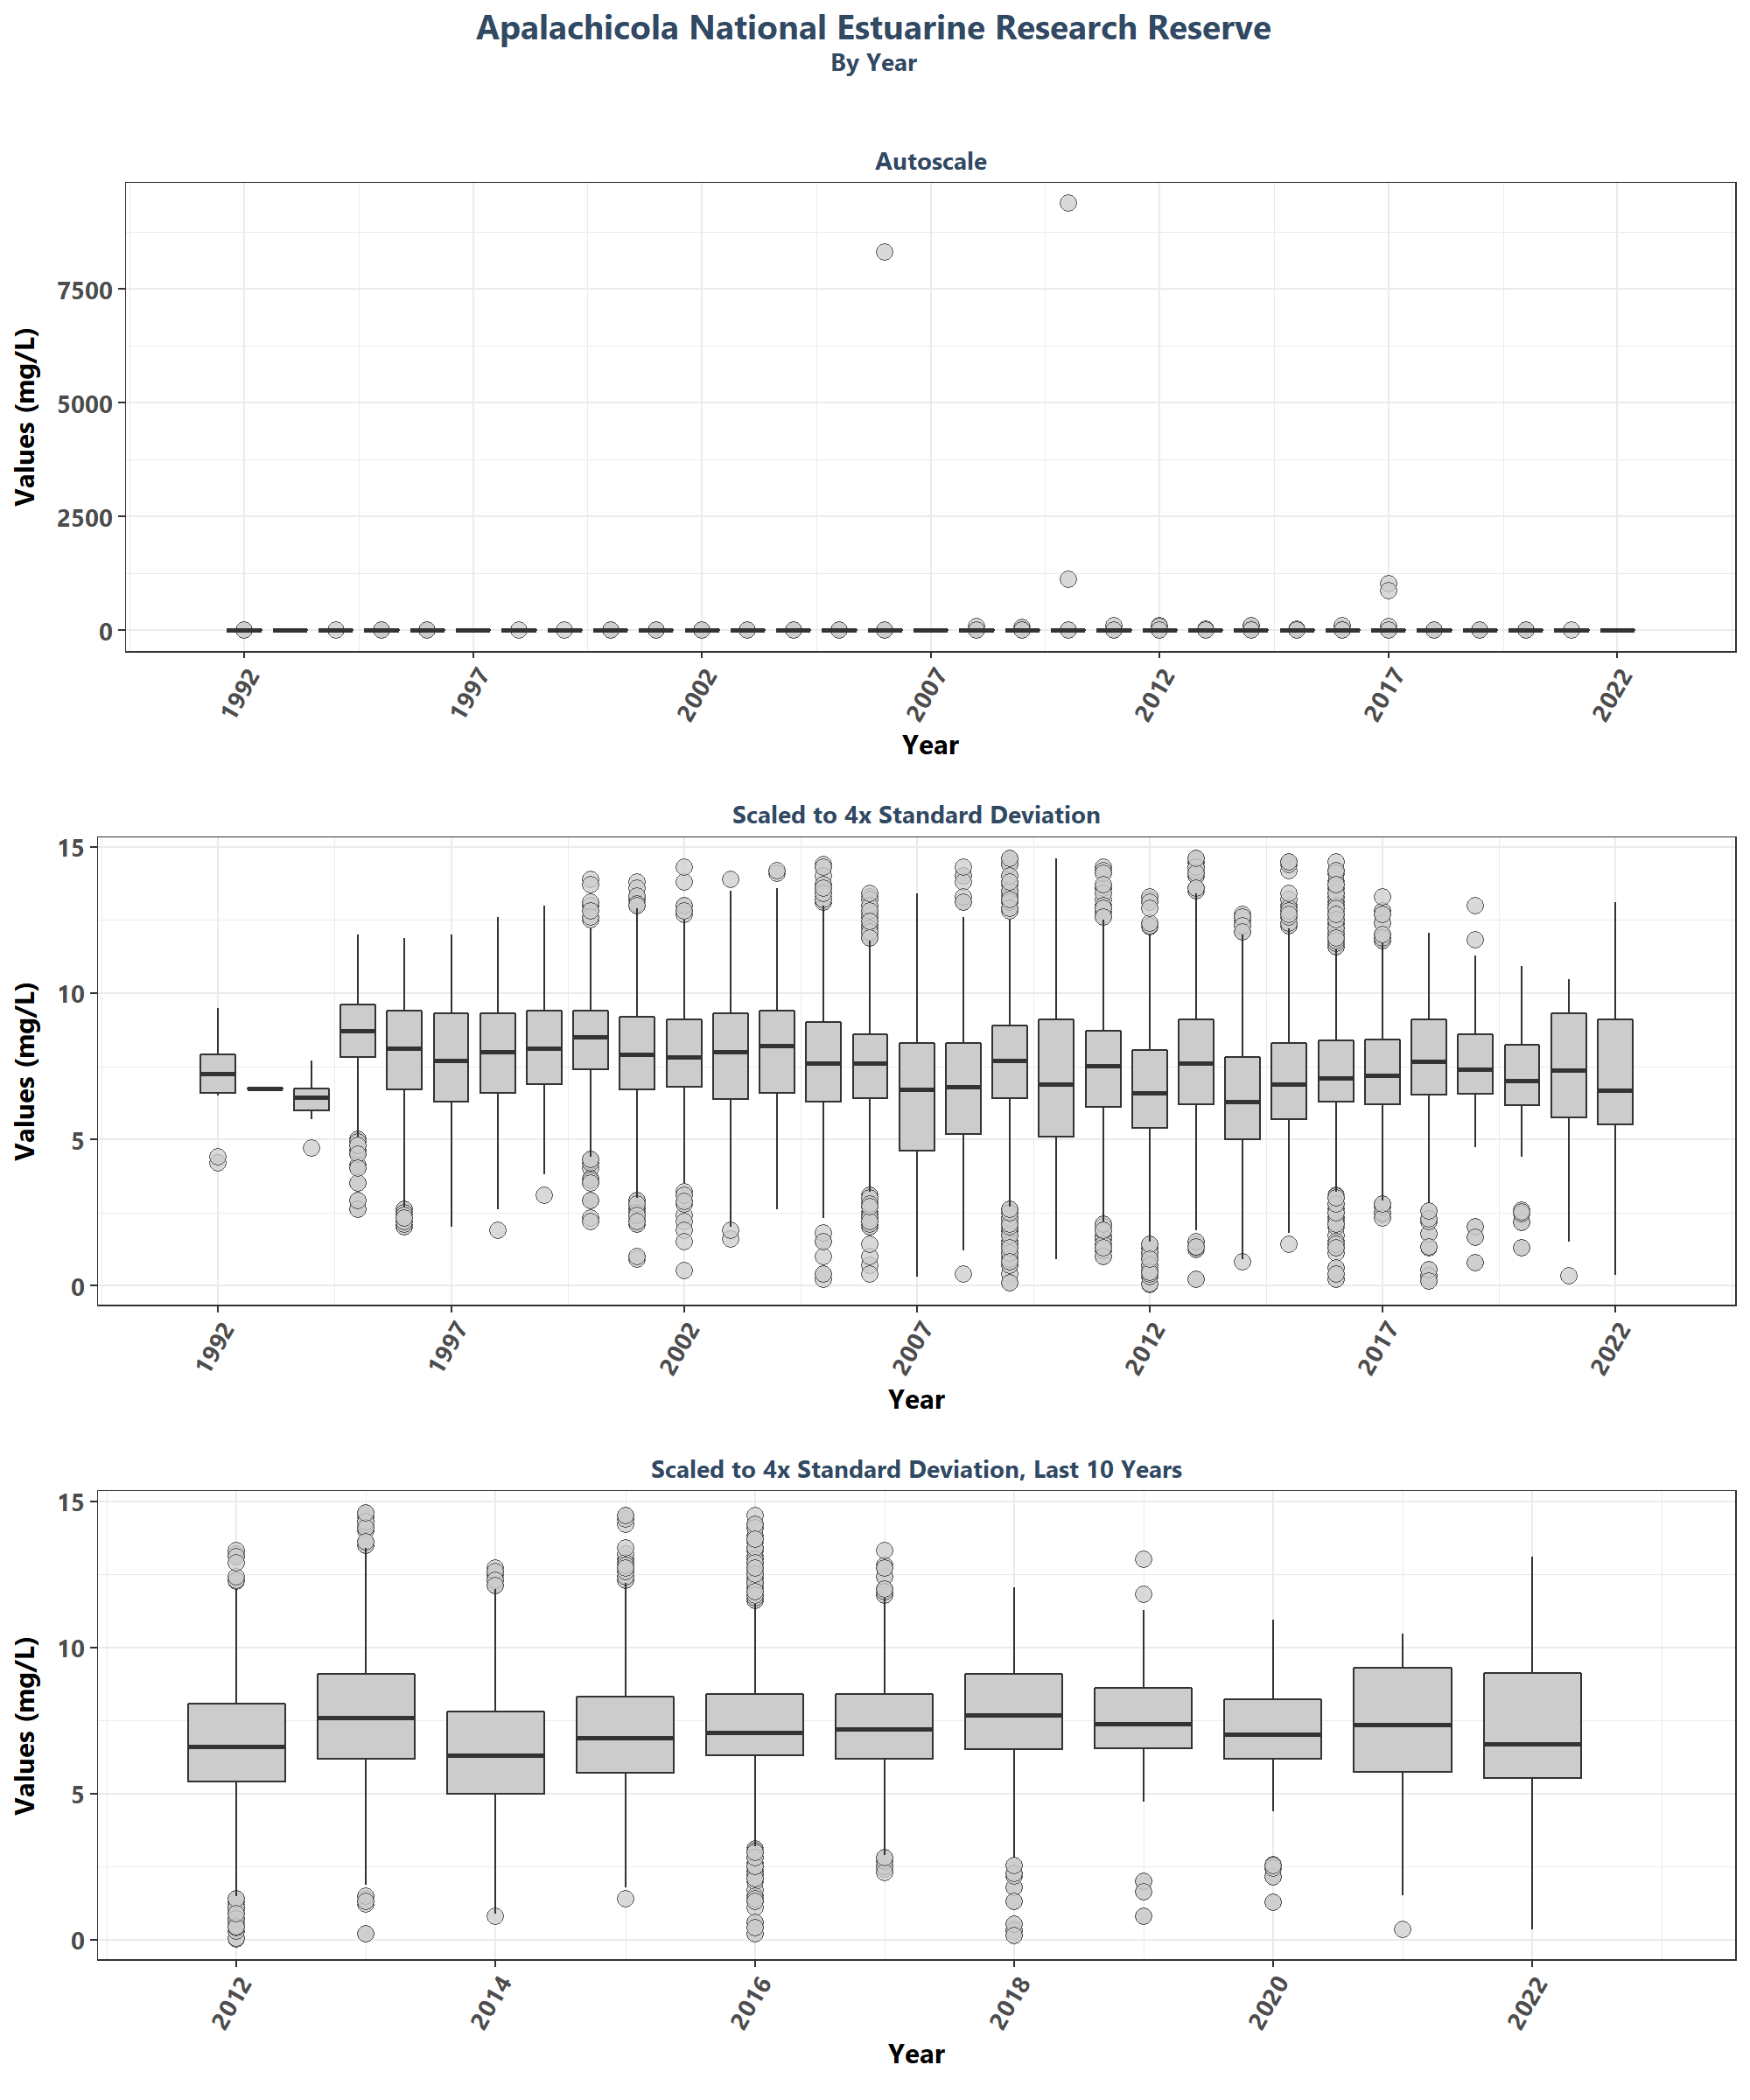 Apalachicola National Estuarine Research Reserve
By Year
Autoscale
Values (mg/L)
7500
5000
2500
0
1992 1997 2002 2007 2012 2017 2022
Year
Scaled to 4x Standard Deviation
Values (mg/L)
15
10
5
0
1992 1997 2002 2007 2012 2017 2022
Year
Scaled to 4x Standard Deviation, Last 10 Years
Values (mg/L)
15
10
5
0
2012 2014 2016 2018 2020 2022
Year